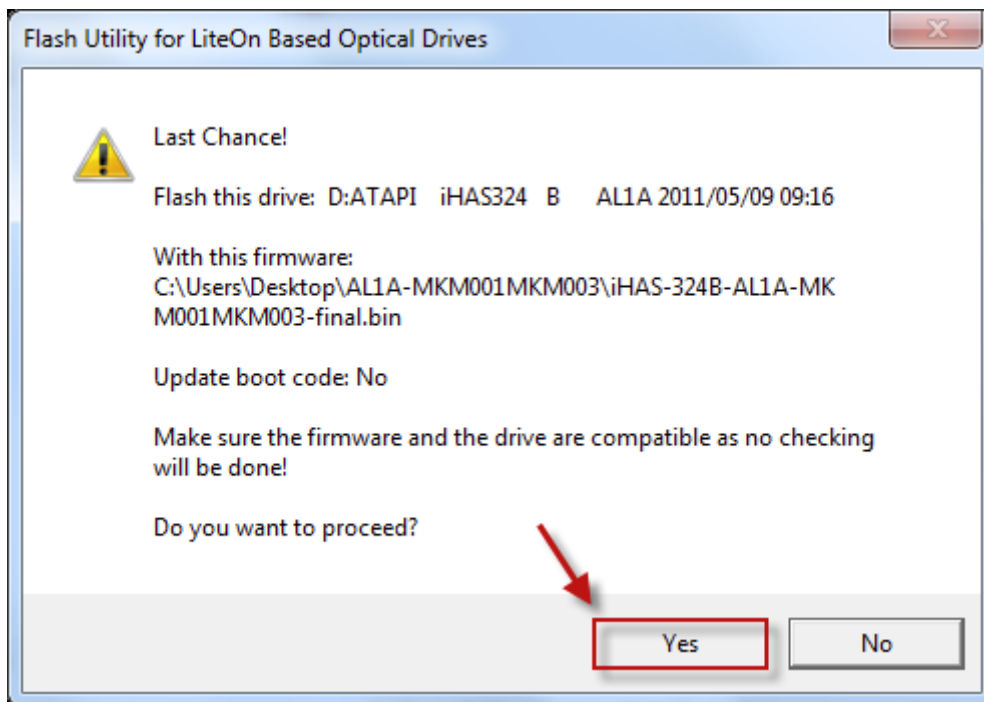 Flash Utility for LiteOn Based Optical Drives
Last Chance!
Flash this drive: D:ATAPI iHAS324 B AL1A 2011/05/09 09:16
With this firmware:
C:\Users\Desktop\AL1A-MKM001MKM003\iHAS-324B-AL1A-MK
M001MKM003-final.bin
Update boot code: No
Make sure the firmware and the drive are compatible as no checking
will be done!
Do you want to proceed?
Yes No